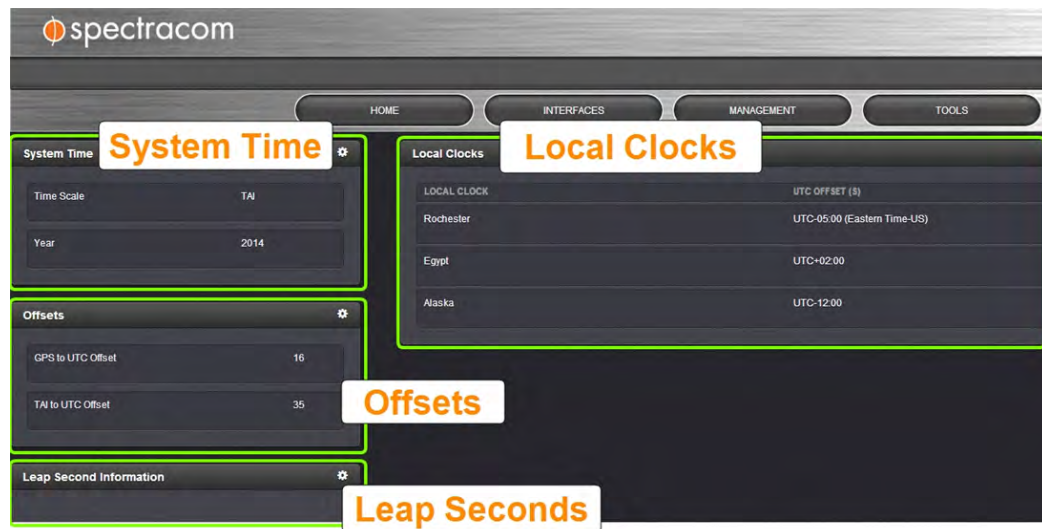 spectracom
HOME INTERFACES MANAGEMENT TOOLS
System Time System Time
Time Scale TAI
Year 2014
Offsets
GPS to UTC Offset 16
TAI to UTC Offset 35
Offsets
Leap Second Information
Leap Seconds
Local Clocks Local Clocks
LOCAL CLOCK UTC OFFSET (S)
Rochester UTC-05:00 (Eastern Time-US)
Egypt UTC+02:00
Alaska UTC-12:00